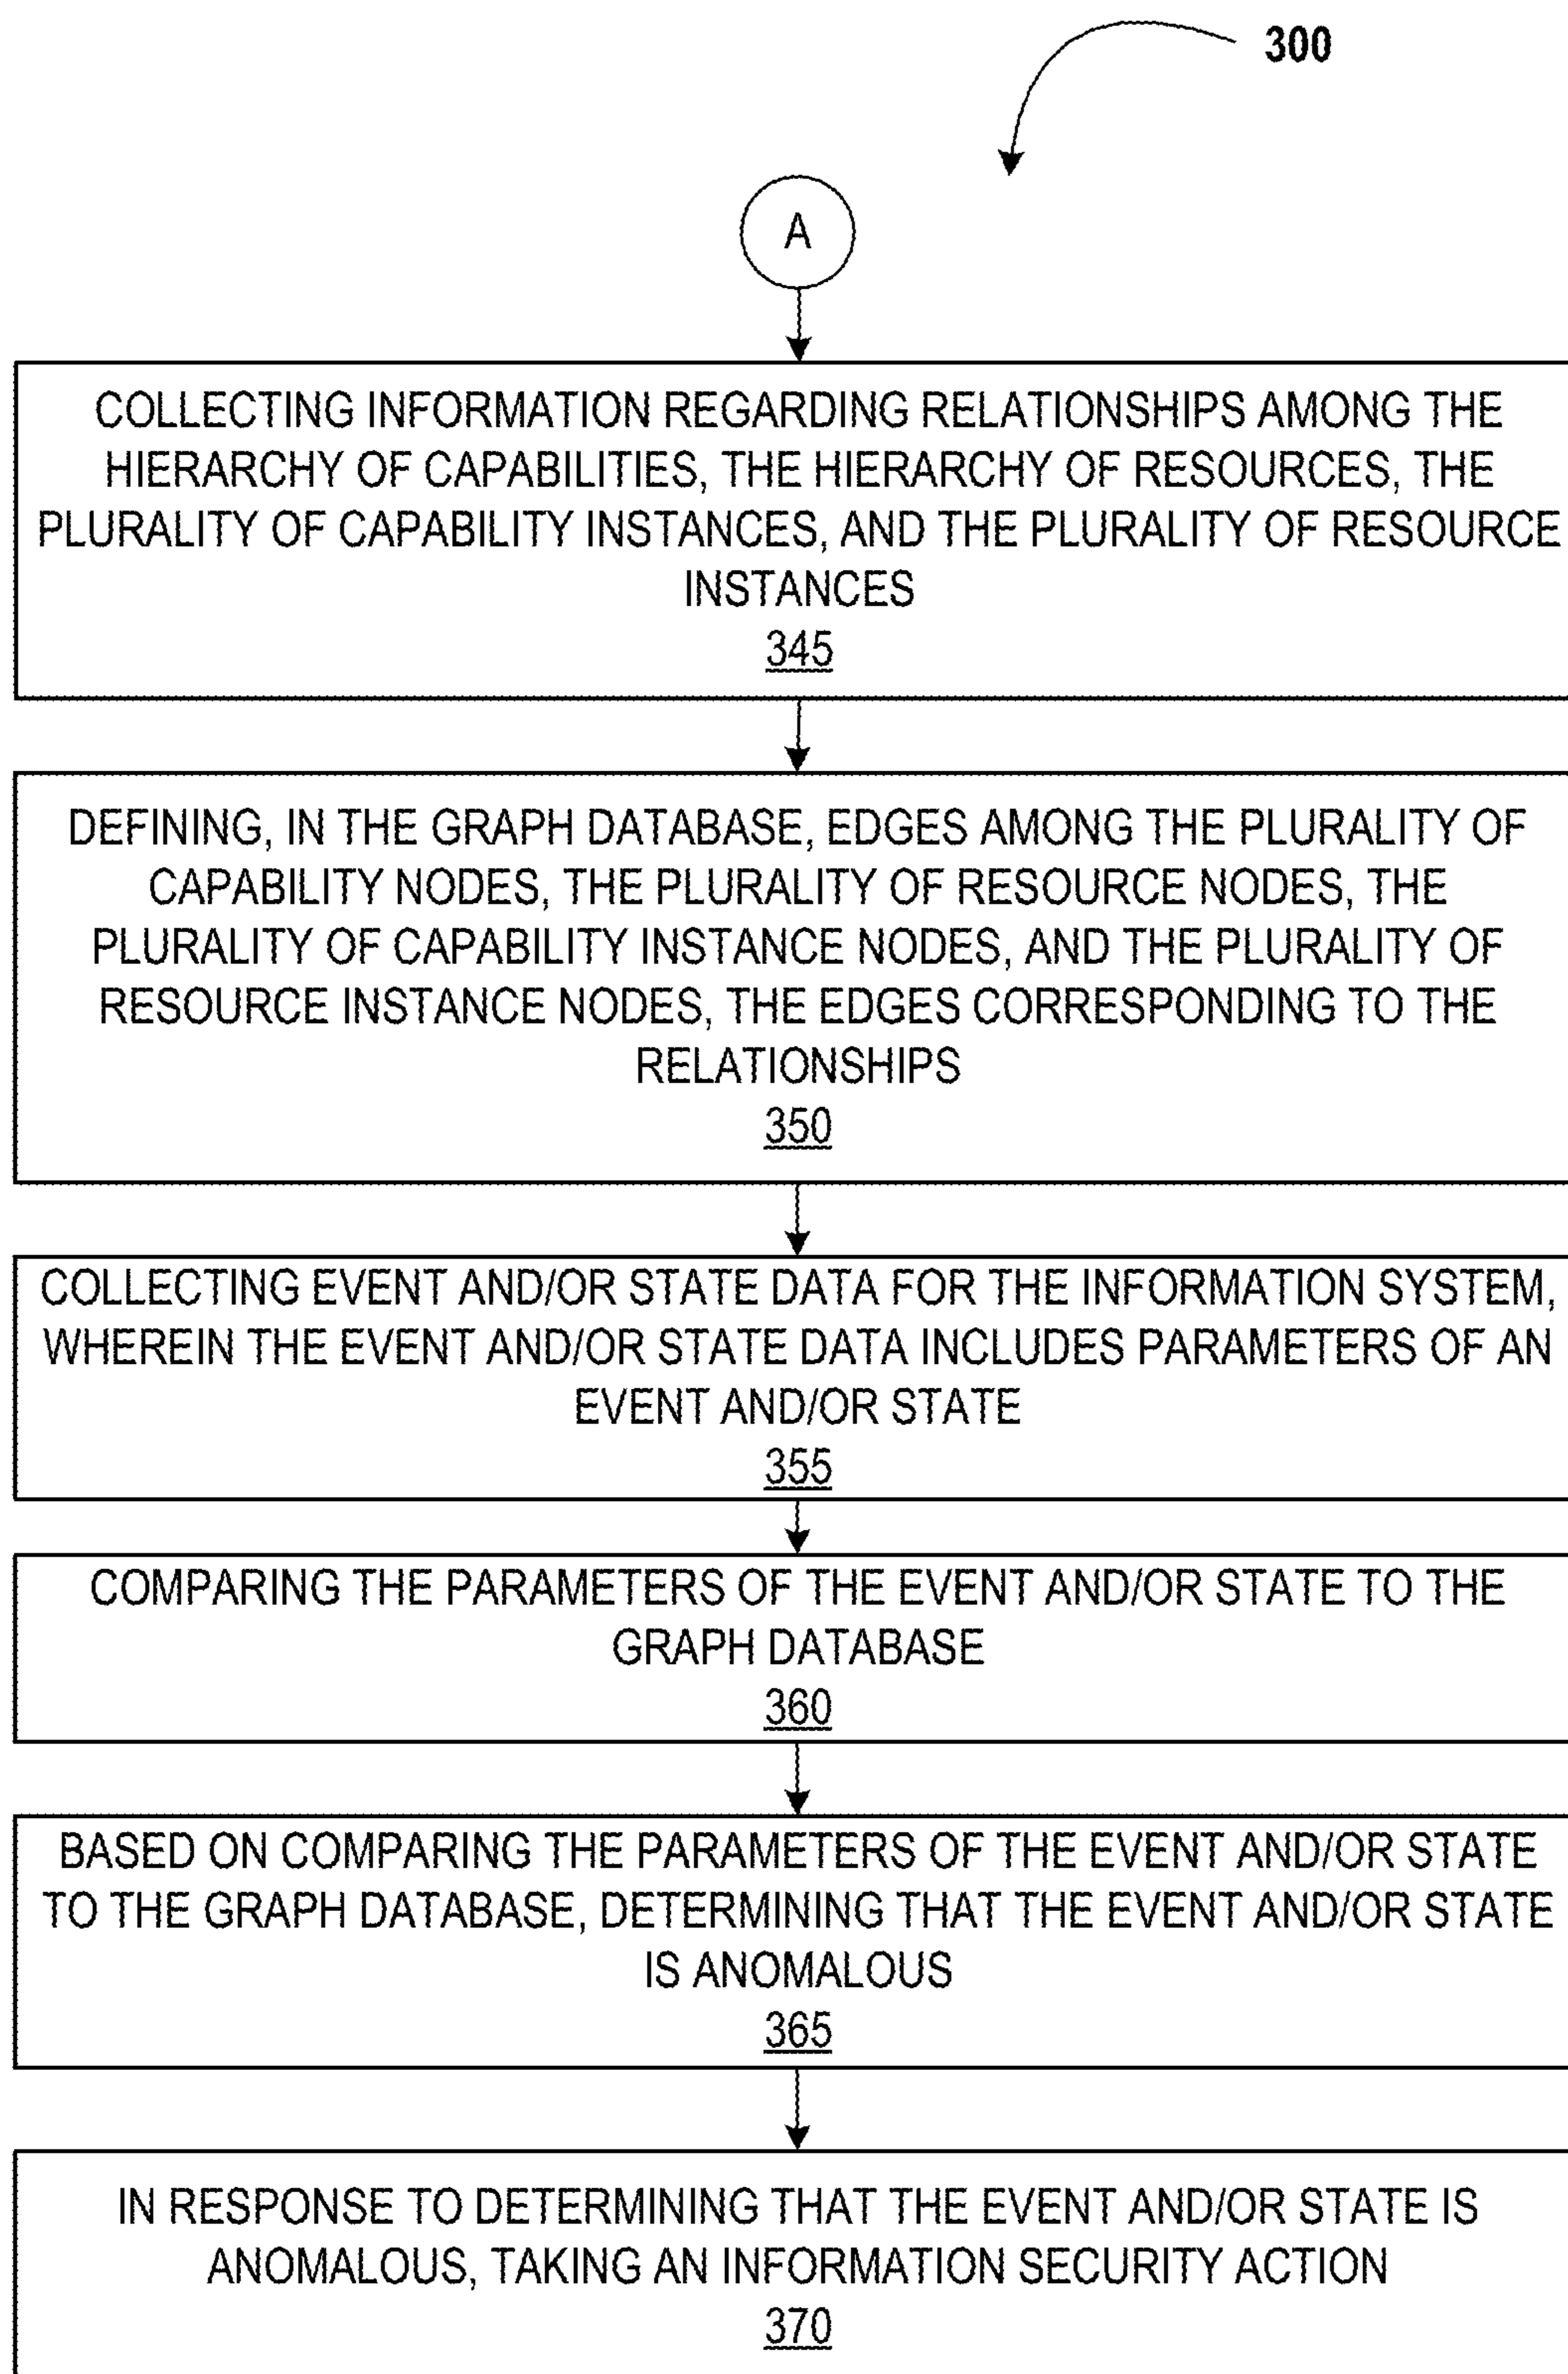 300
A
COLLECTING INFORMATION REGARDING RELATIONSHIPS AMONG THE
HIERARCHY OF CAPABILITIES, THE HIERARCHY OF RESOURCES, THE
PLURALITY OF CAPABILITY INSTANCES, AND THE PLURALITY OF RESOURCE
INSTANCES
345
DEFINING, IN THE GRAPH DATABASE, EDGES AMONG THE PLURALITY OF
CAPABILITY NODES, THE PLURALITY OF RESOURCE NODES, THE
PLURALITY OF CAPABILITY INSTANCE NODES, AND THE PLURALITY OF
RESOURCE INSTANCE NODES, THE EDGES CORRESPONDING TO THE
RELATIONSHIPS
350
COLLECTING EVENT AND/OR STATE DATA FOR THE INFORMATION SYSTEM,
WHEREIN THE EVENT AND/OR STATE DATA INCLUDES PARAMETERS OF AN
EVENT AND/OR STATE
355
COMPARING THE PARAMETERS OF THE EVENT AND/OR STATE TO THE
GRAPH DATABASE
360
BASED ON COMPARING THE PARAMETERS OF THE EVENT AND/OR STATE
TO THE GRAPH DATABASE, DETERMINING THAT THE EVENT AND/OR STATE
IS ANOMALOUS
365
IN RESPONSE TO DETERMINING THAT THE EVENT AND/OR STATE IS
ANOMALOUS, TAKING AN INFORMATION SECURITY ACTION
370